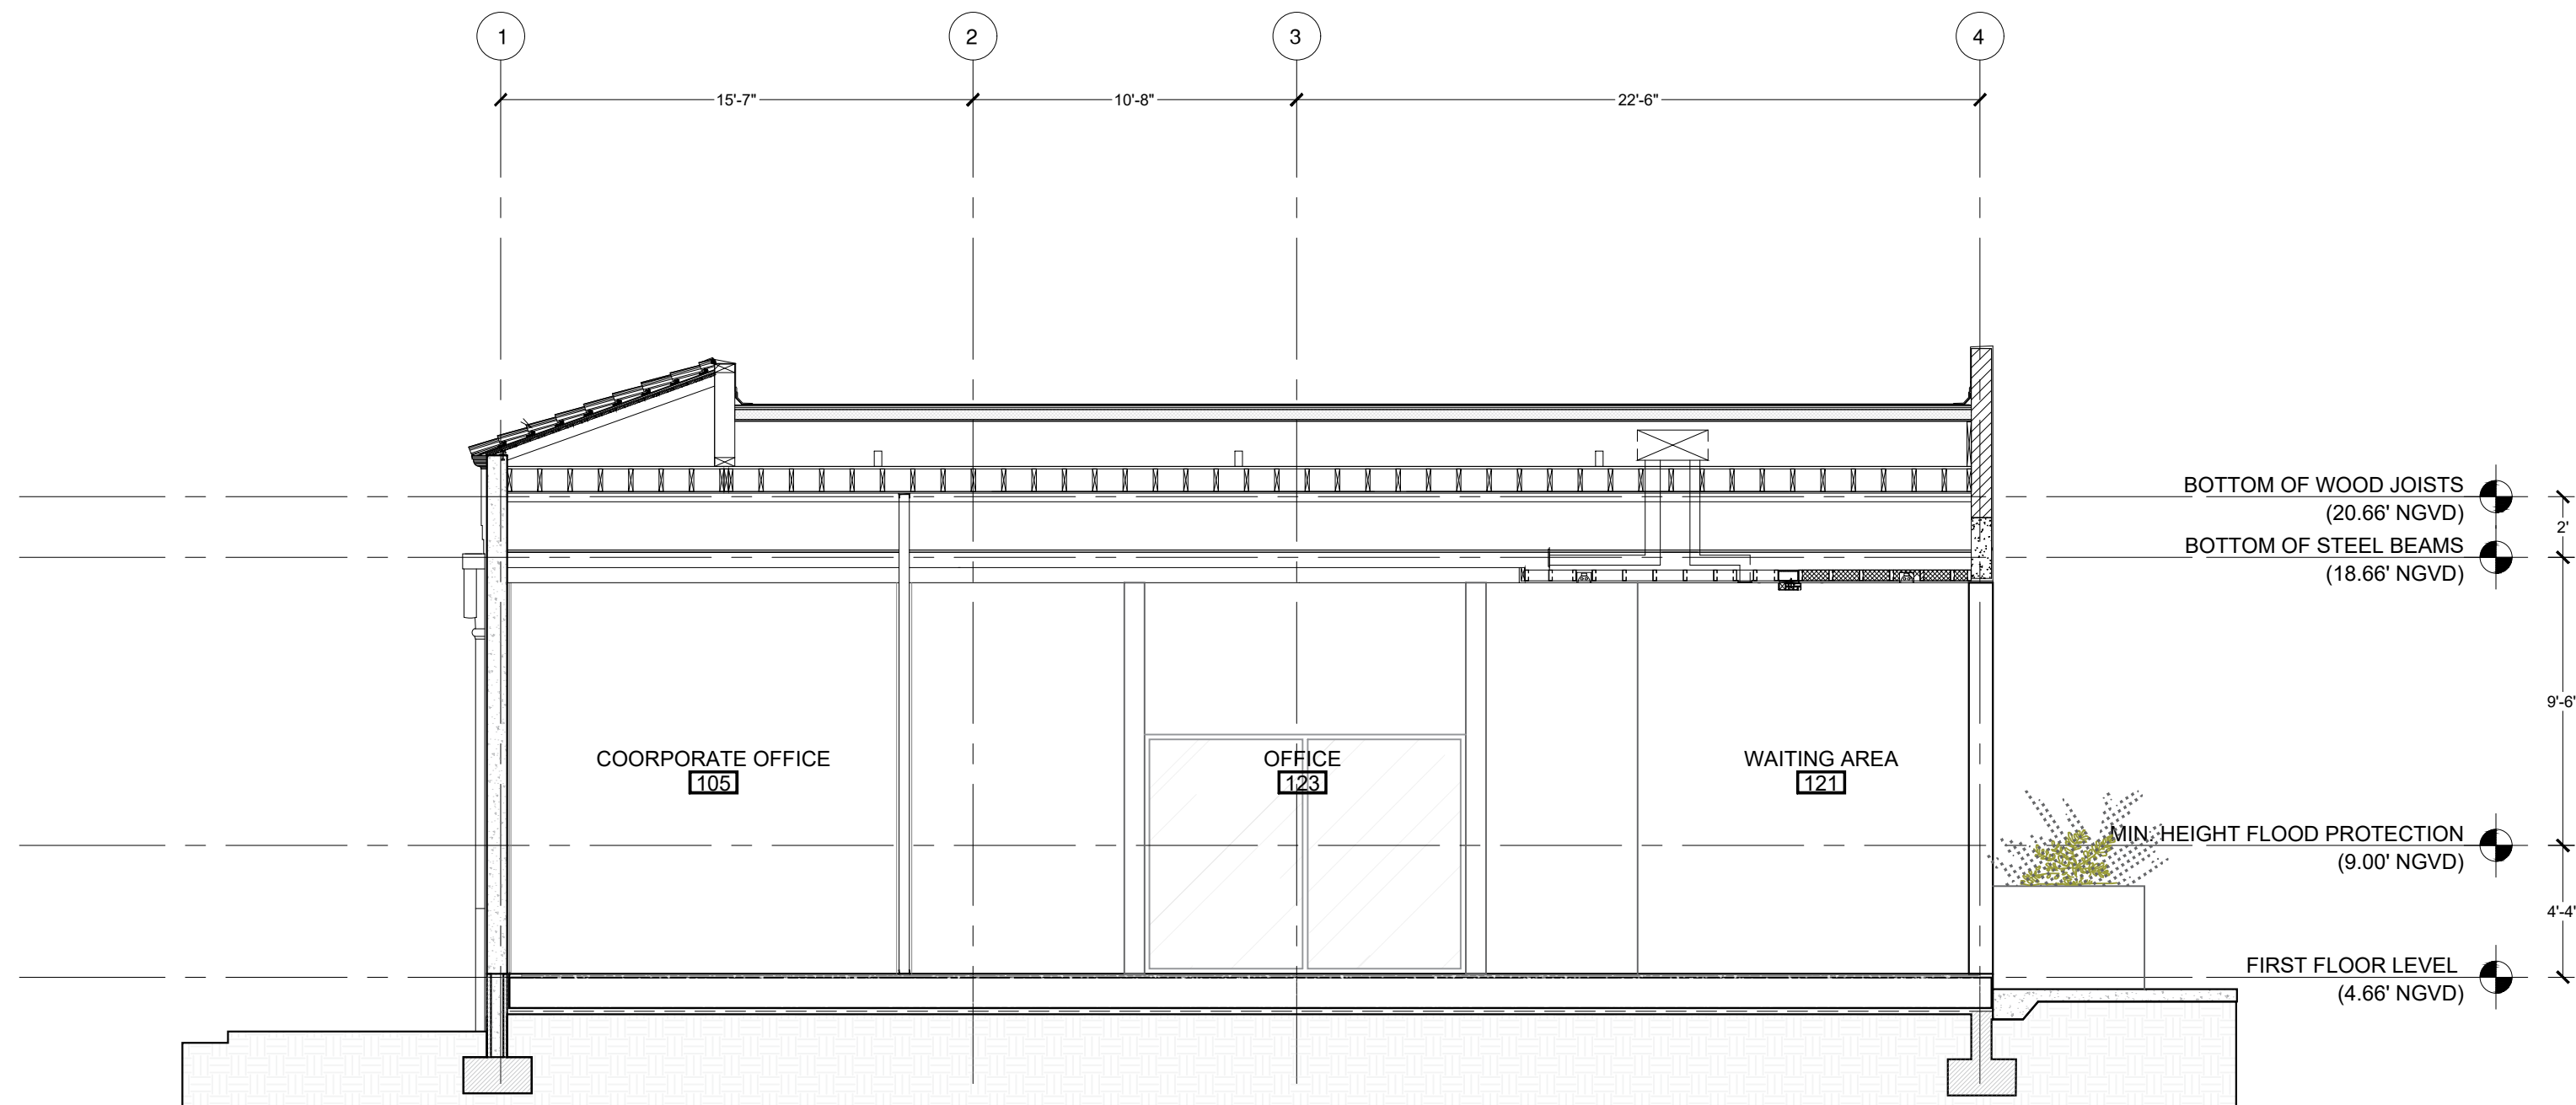 1
2
3
4
15'-7"
10'-8"
22'-6"
BOTTOM OF WOOD JOISTS
(20.66' NGVD)
2'
BOTTOM OF STEEL BEAMS
(18.66' NGVD)
9'-6"
COORPORATE OFFICE
105
OFFICE
123
WAITING AREA
121
MIN. HEIGHT FLOOD PROTECTION
(9.00' NGVD)
4'-4"
FIRST FLOOR LEVEL
(4.66' NGVD)